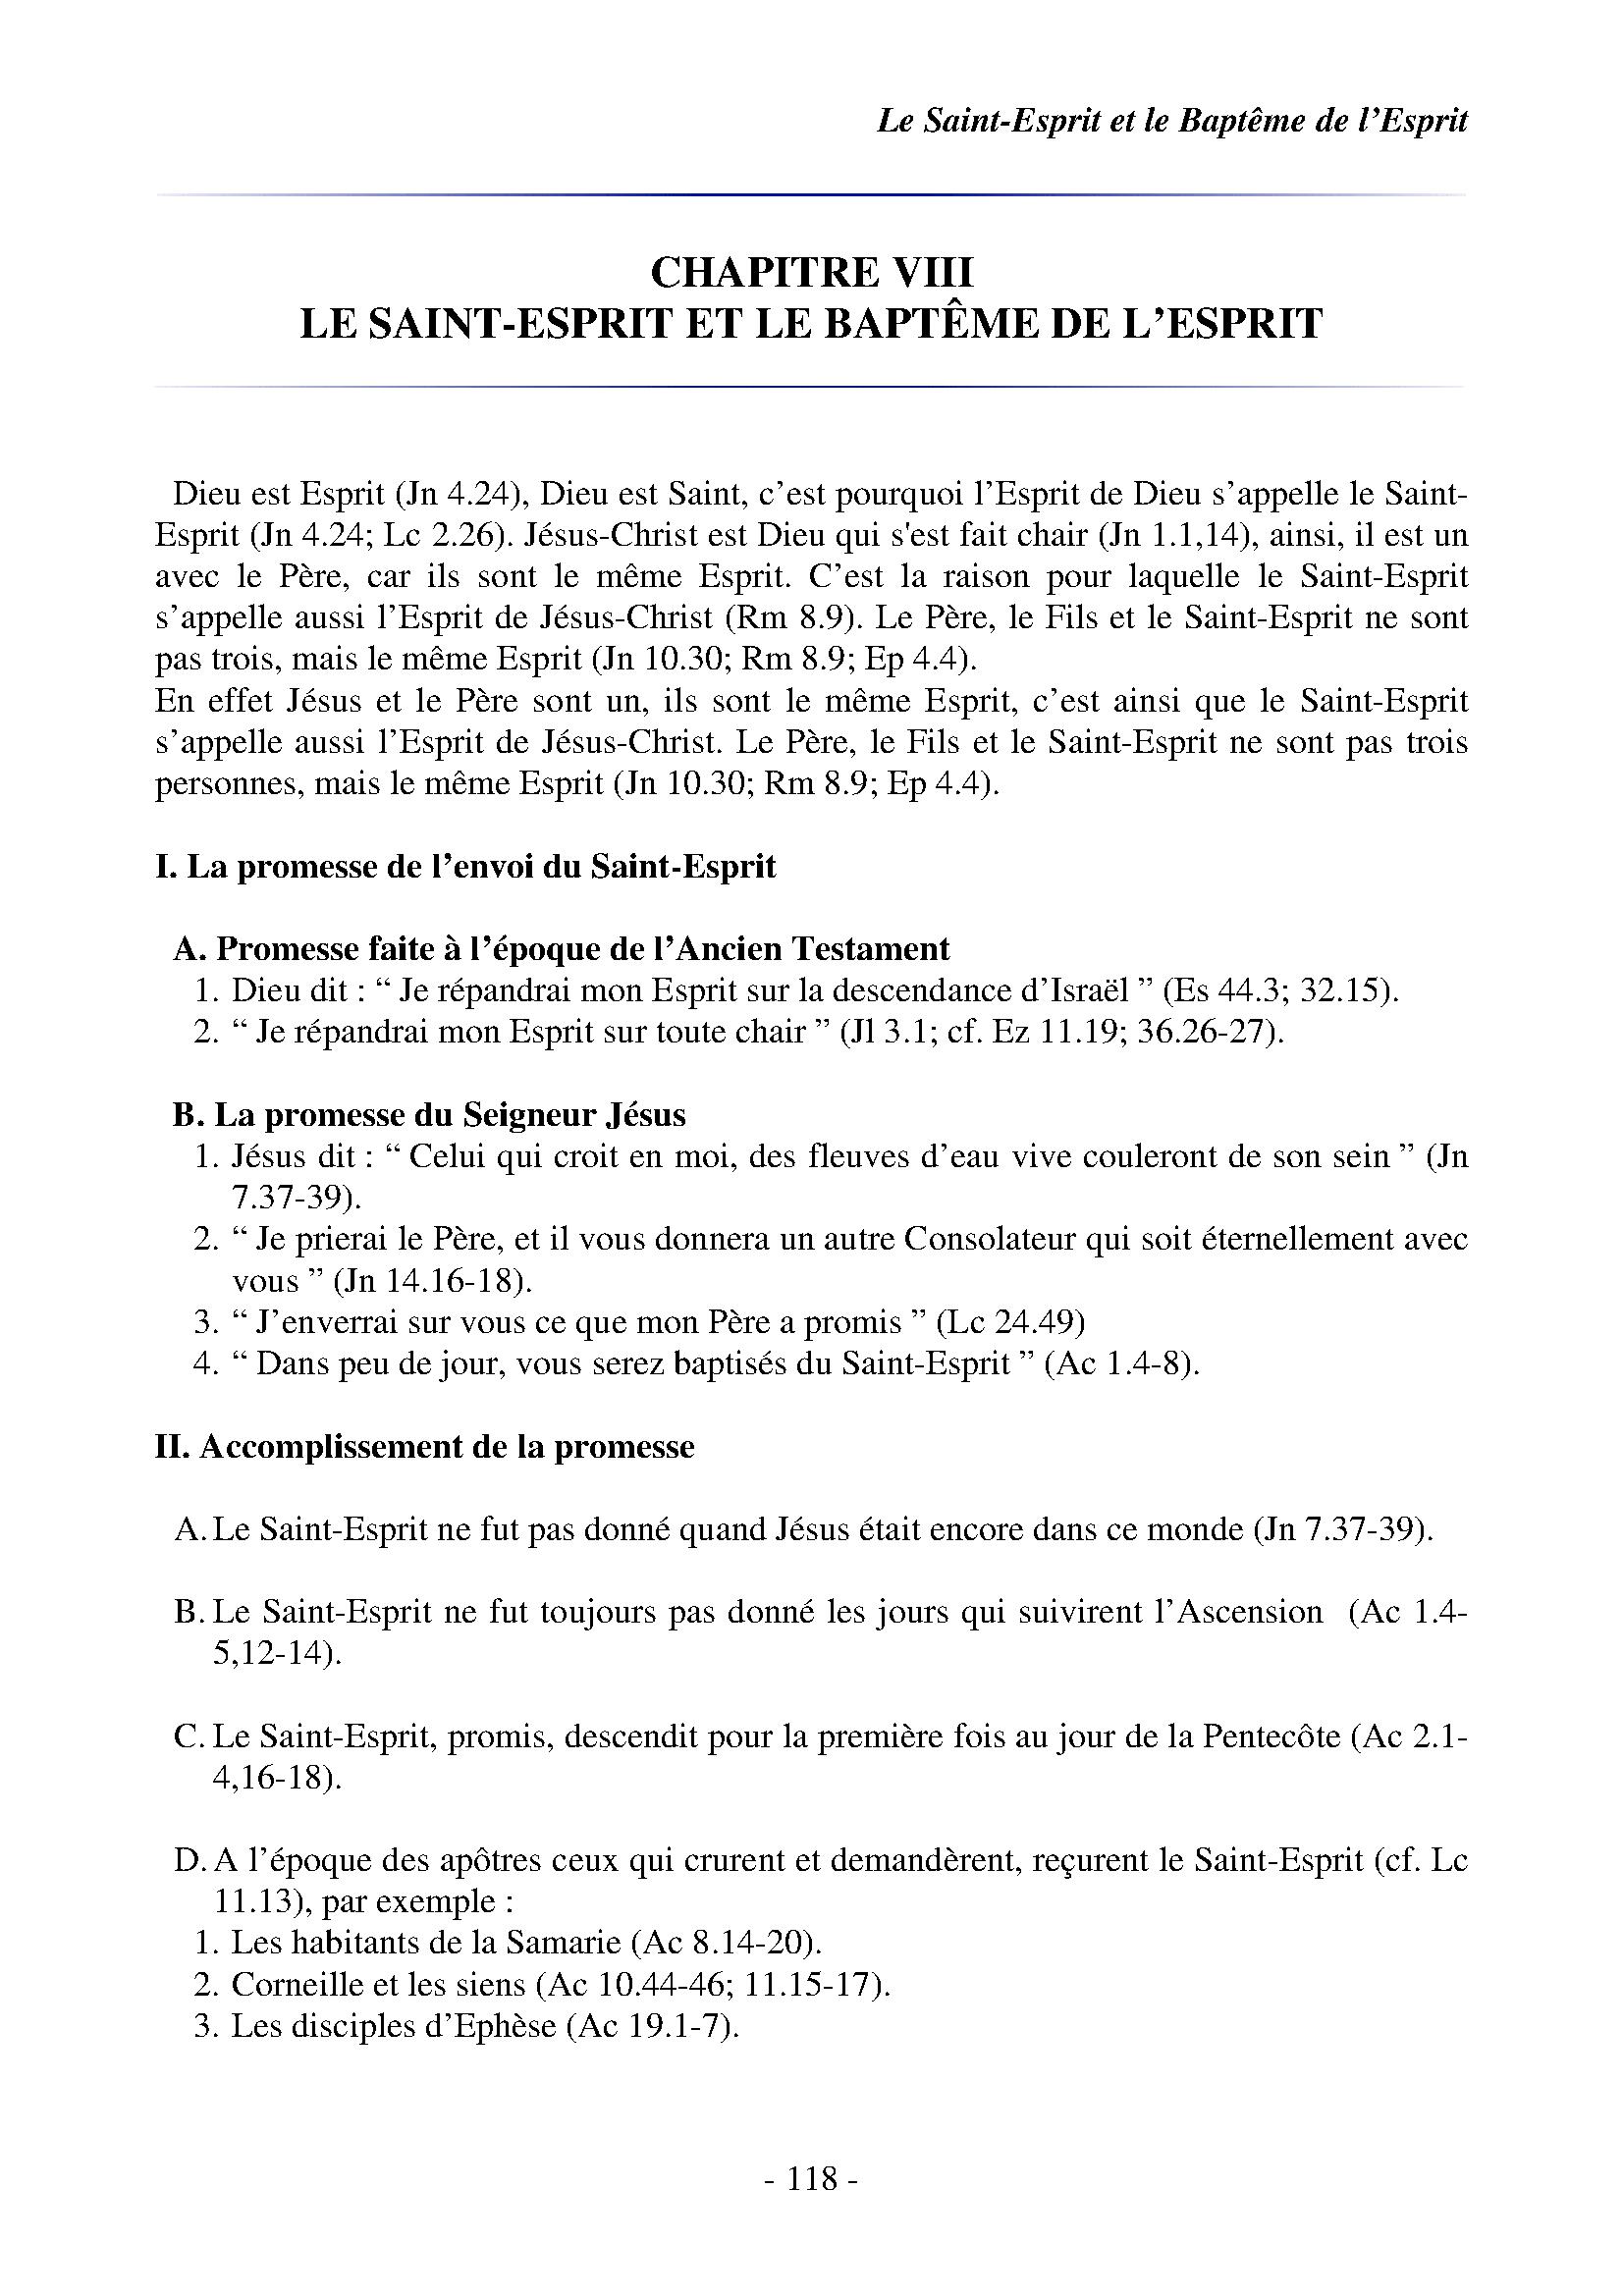 Le Saint-Esprit et le Baptême de l’Esprit
CHAPITRE VIII
LE SAINT-ESPRIT ET LE BAPTÊME DE L’ESPRIT
Dieu est Esprit (Jn 4.24), Dieu est Saint, c’est pourquoi l’Esprit de Dieu s’appelle le Saint-
Esprit (Jn 4.24; Lc 2.26). Jésus-Christ est Dieu qui s'est fait chair (Jn 1.1,14), ainsi, il est un
avec le Père, car ils sont le même Esprit. C’est la raison pour laquelle le Saint-Esprit
s’appelle aussi l’Esprit de Jésus-Christ (Rm 8.9). Le Père, le Fils et le Saint-Esprit ne sont
pas trois, mais le même Esprit (Jn 10.30; Rm 8.9; Ep 4.4).
En effet Jésus et le Père sont un, ils sont le même Esprit, c’est ainsi que le Saint-Esprit
s’appelle aussi l’Esprit de Jésus-Christ. Le Père, le Fils et le Saint-Esprit ne sont pas trois
personnes, mais le même Esprit (Jn 10.30; Rm 8.9; Ep 4.4).
I. La promesse de l’envoi du Saint-Esprit
A. Promesse faite à l’époque de l’Ancien Testament
1. Dieu dit : “ Je répandrai mon Esprit sur la descendance d’Israël ” (Es 44.3; 32.15).
2. “ Je répandrai mon Esprit sur toute chair ” (Jl 3.1; cf. Ez 11.19; 36.26-27).
B. La promesse du Seigneur Jésus
1. Jésus dit : “ Celui qui croit en moi, des fleuves d’eau vive couleront de son sein ” (Jn
7.37-39).
2. “ Je prierai le Père, et il vous donnera un autre Consolateur qui soit éternellement avec
vous ” (Jn 14.16-18).
3. “ J’enverrai sur vous ce que mon Père a promis ” (Lc 24.49)
4. “ Dans peu de jour, vous serez baptisés du Saint-Esprit ” (Ac 1.4-8).
II. Accomplissement de la promesse
A. Le Saint-Esprit ne fut pas donné quand Jésus était encore dans ce monde (Jn 7.37-39).
B. Le Saint-Esprit ne fut toujours pas donné les jours qui suivirent l’Ascension (Ac 1.4-
5,12-14).
C. Le Saint-Esprit, promis, descendit pour la première fois au jour de la Pentecôte (Ac 2.1-
4,16-18).
D. A l’époque des apôtres ceux qui crurent et demandèrent, reçurent le Saint-Esprit (cf. Lc
11.13), par exemple :
1. Les habitants de la Samarie (Ac 8.14-20).
2. Corneille et les siens (Ac 10.44-46; 11.15-17).
3. Les disciples d’Ephèse (Ac 19.1-7).
- 118 -